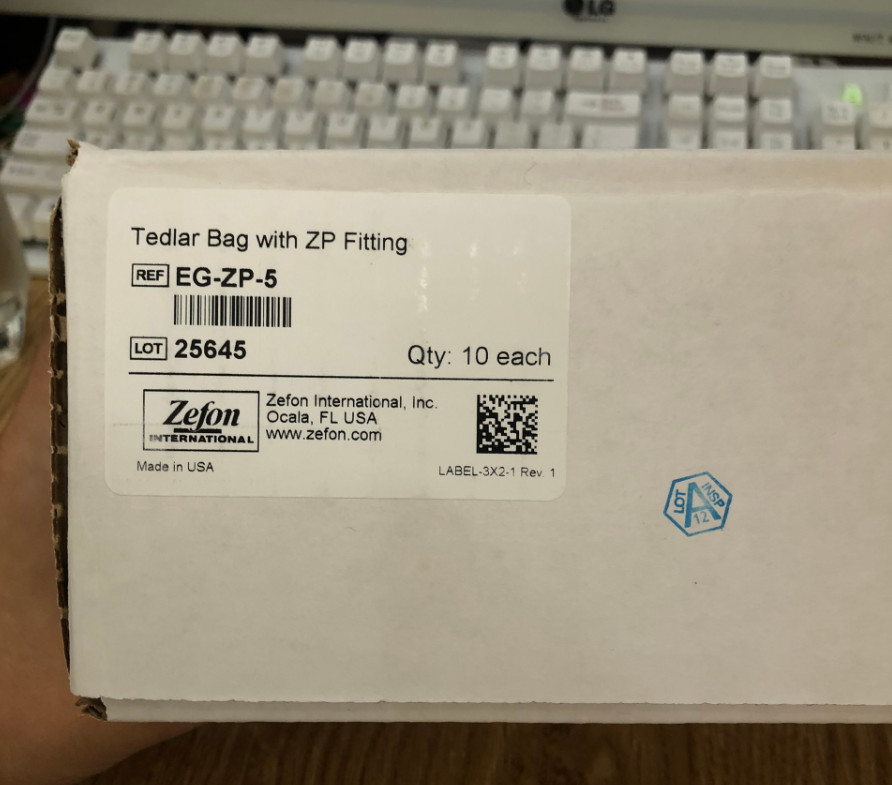 LG
Tedlar Bag with ZP Fitting
REF EG-ZP-5
LOT 25645
Qty: 10 each
Zefon
INTERNATIONAL
Zefon International, Inc.
Ocala, FL USA
www.zefon.com
Made in USA
LABEL-3X2-1 Rev. 1
LOT
A
INSP
12